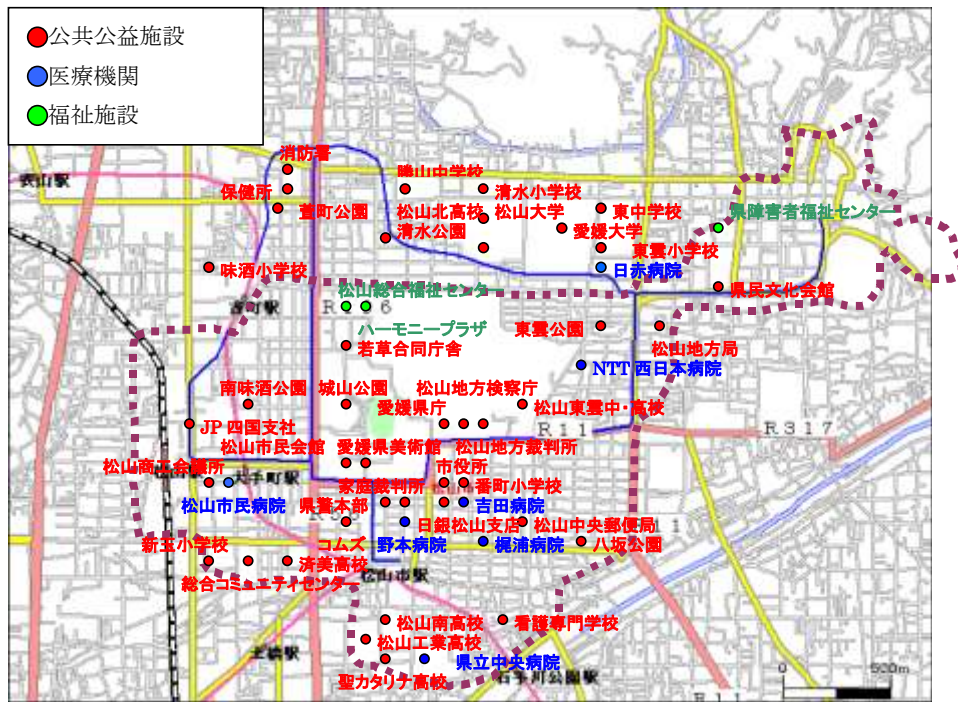 公共公益施設
医療機関
福祉施設
消防署
保健所
勝山中学校
清水小学校
萱町公園
松山北高校
松山大学
東中学校
県障害者福祉センター
清水公園
愛媛大学
東雲小学校
味酒小学校
日赤病院
県民文化会館
松山総合福祉センター
ハーモニープラザ
東雲公園
若草合同庁舎
松山地方局
NTT 西日本病院
南味酒公園
城山公園
松山地方検察庁
愛媛県庁
松山東雲中・高校
JP 四国支社
R11
R317
松山市民会館
愛媛県美術館
松山地方裁判所
松山商工会議所
大手町駅
市役所
家庭裁判所
番町小学校
松山市民病院
県警本部
吉田病院
日銀松山支店
松山中央郵便局
新玉小学校
コムズ
野本病院
梶浦病院
八坂公園
済美高校
総合コミュニティセンター
松山市駅
松山南高校
看護専門学校
松山工業高校
県立中央病院
聖カタリナ高校
石手川公園駅
0
500m
R11